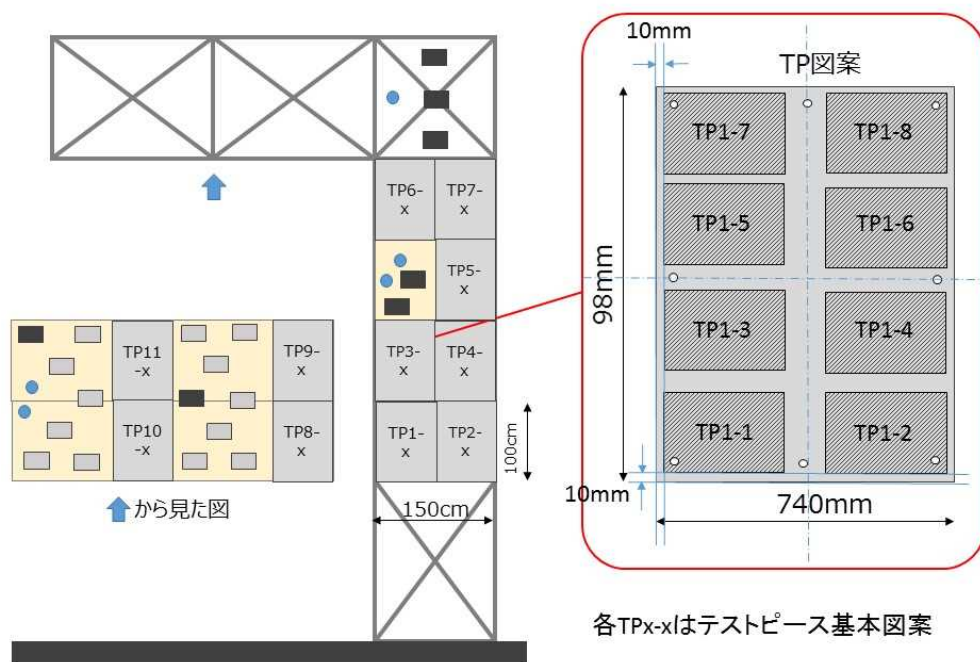 10mm
TP図案
TP1-7
TP1-8
TP6-
x
TP7-
x
TP1-5
TP1-6
TP5-
x
98mm
TP1-3
TP1-4
TP11
-x
TP9-
x
TP3-
x
TP4-
x
TP10
-x
TP8-
x
TP1-
x
TP2-
x
100cm
TP1-1
TP1-2
から見た図
150cm
10mm
740mm
各TPx-xはテストピース基本図案